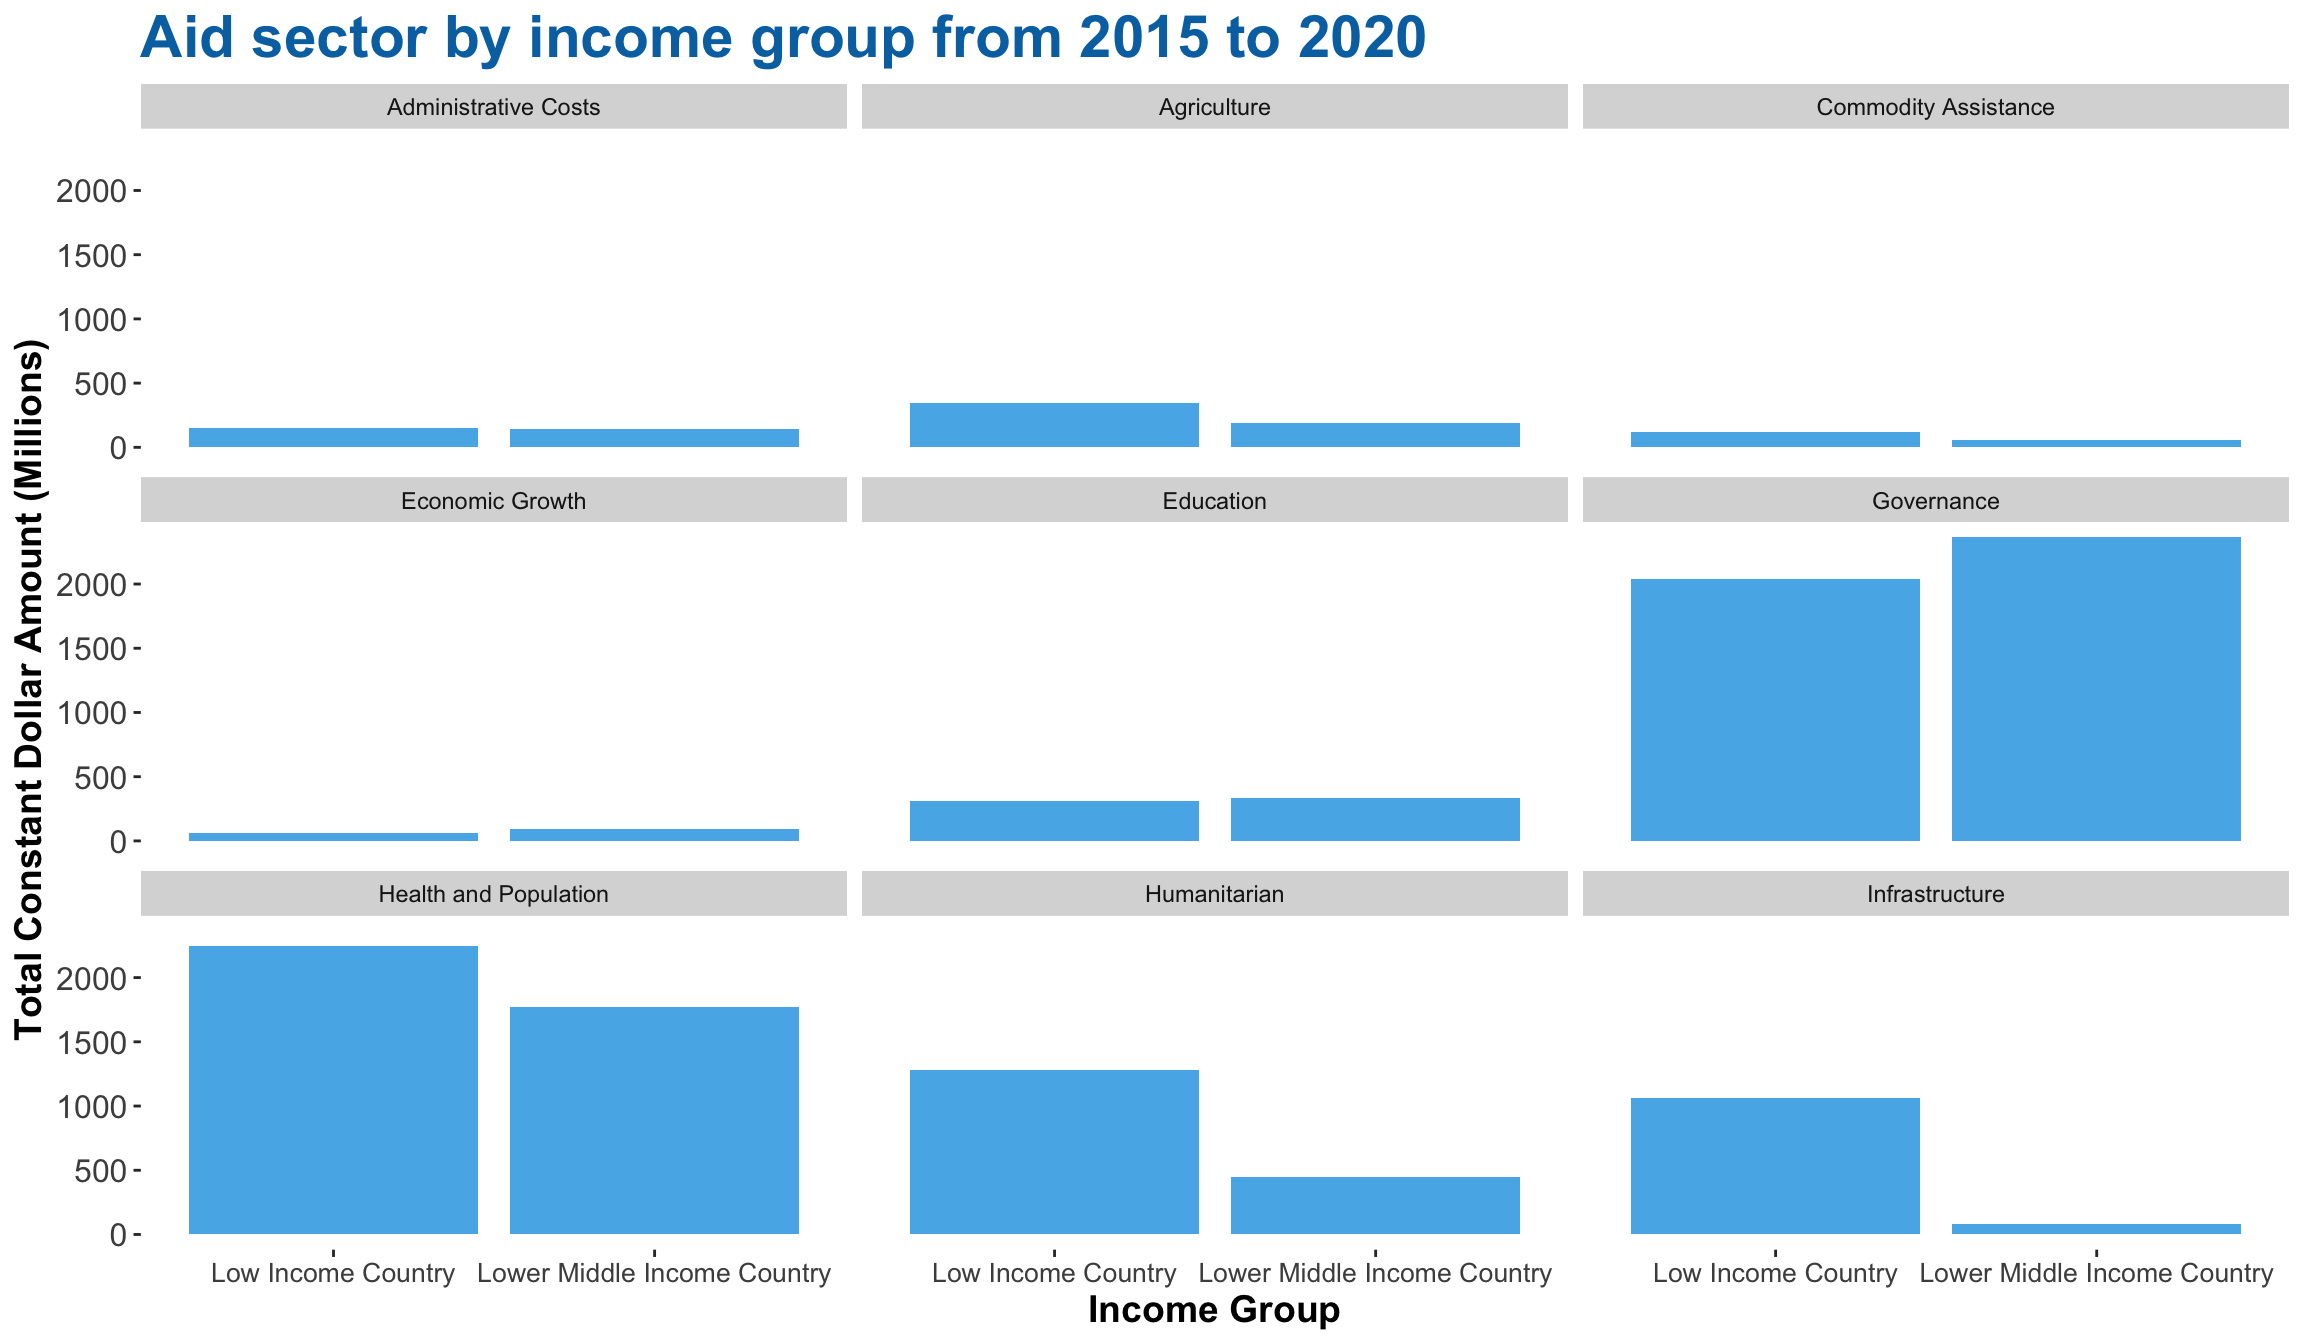 Aid sector by income group from 2015 to 2020
Total Constant Dollar Amount (Millions)
Administrative Costs
Agriculture
Commodity Assistance
2000
1500
1000
500
0
Economic Growth
Education
Governance
2000
1500
1000
500
0
Health and Population
Humanitarian
Infrastructure
2000
1500
1000
500
0
Low Income Country
Lower Middle Income Country
Low Income Country
Lower Middle Income Country
Low Income Country
Lower Middle Income Country
Income Group